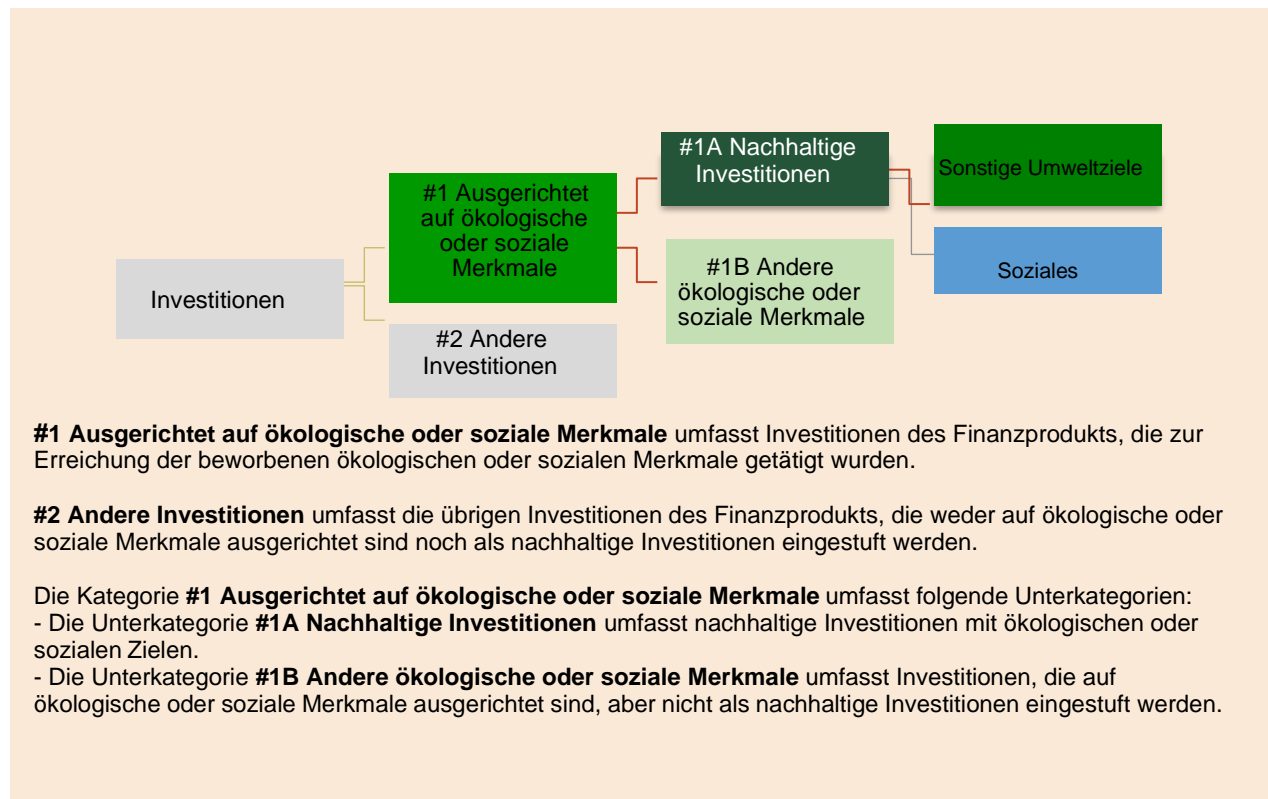 #1A Nachhaltige
Investitionen
Sonstige Umweltziele
#1 Ausgerichtet
auf ökologische
oder soziale
Merkmale
#1B Andere
ökologische oder
soziale Merkmale
Soziales
Investitionen
#2 Andere
Investitionen
#1 Ausgerichtet auf ökologische oder soziale Merkmale umfasst Investitionen des Finanzprodukts, die zur
Erreichung der beworbenen ökologischen oder sozialen Merkmale getätigt wurden.
#2 Andere Investitionen umfasst die übrigen Investitionen des Finanzprodukts, die weder auf ökologische oder
soziale Merkmale ausgerichtet sind noch als nachhaltige Investitionen eingestuft werden.
Die Kategorie #1 Ausgerichtet auf ökologische oder soziale Merkmale umfasst folgende Unterkategorien:
- Die Unterkategorie #1A Nachhaltige Investitionen umfasst nachhaltige Investitionen mit ökologischen oder
sozialen Zielen.
- Die Unterkategorie #1B Andere ökologische oder soziale Merkmale umfasst Investitionen, die auf
ökologische oder soziale Merkmale ausgerichtet sind, aber nicht als nachhaltige Investitionen eingestuft werden.